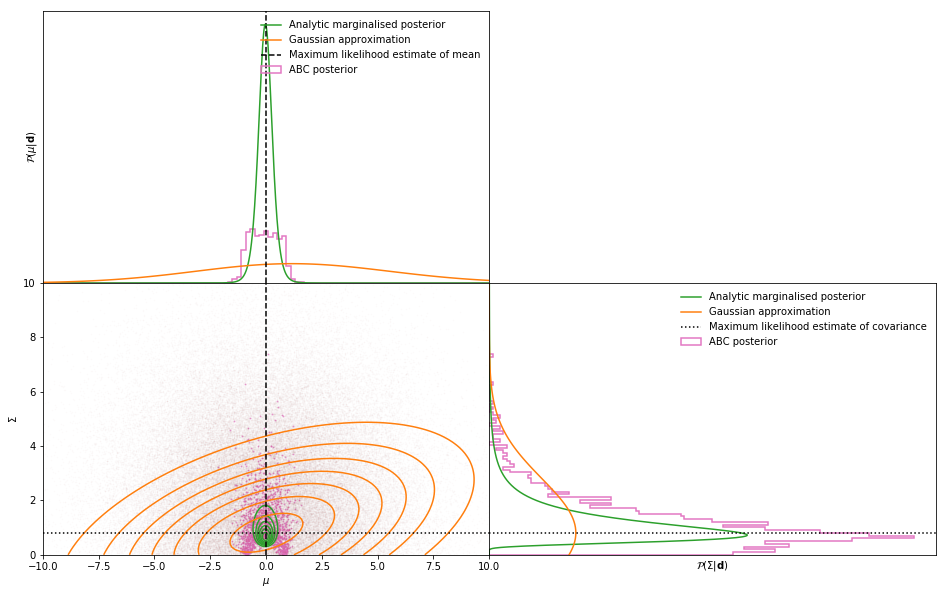 Analytic marginalised posterior
Gaussian approximation
Maximum likelihood estimate of mean
ABC posterior
𝒫(μ|𝐝)
10
8
6
4
2
0
Σ
−10.0
−7.5
−5.0
−2.5
0.0
2.5
5.0
7.5
10.0
μ
Analytic marginalised posterior
Gaussian approximation
Maximum likelihood estimate of covariance
ABC posterior
𝒫(Σ|𝐝)